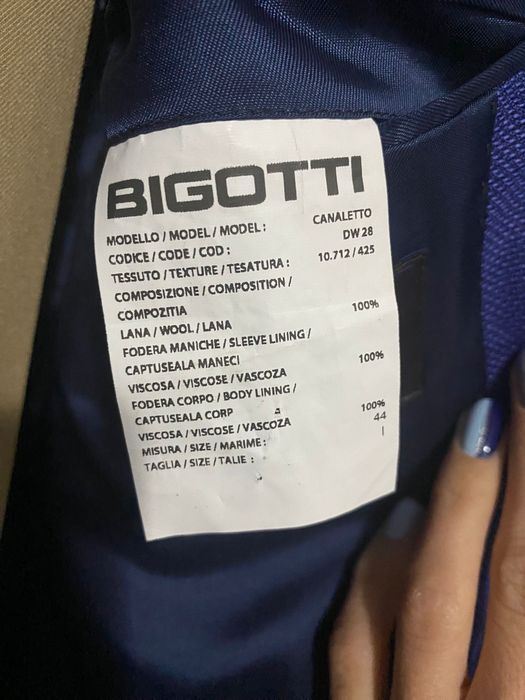 BIGOTTI
MODELLO / MODEL / MODEL : CANALETTO
CODICE / CODE / COD : DW 28
TESSUTO / TEXTURE / TESATURA : 10.712 / 425
COMPOSIZIONE / COMPOSITION /
COMPOZITIA
LANA / WOOL / LANA 100%
FODERA MANICHE / SLEEVE LINING /
CAPTUSEALA MANECI
VISCOSA / VISCOSE / VASCOZA 100%
FODERA CORPO / BODY LINING /
CAPTUSEALA CORP
VISCOSA / VISCOSE / VASCOZA 100%
MISURA / SIZE / MARIME : 44
TAGLIA / SIZE / TALIE : I